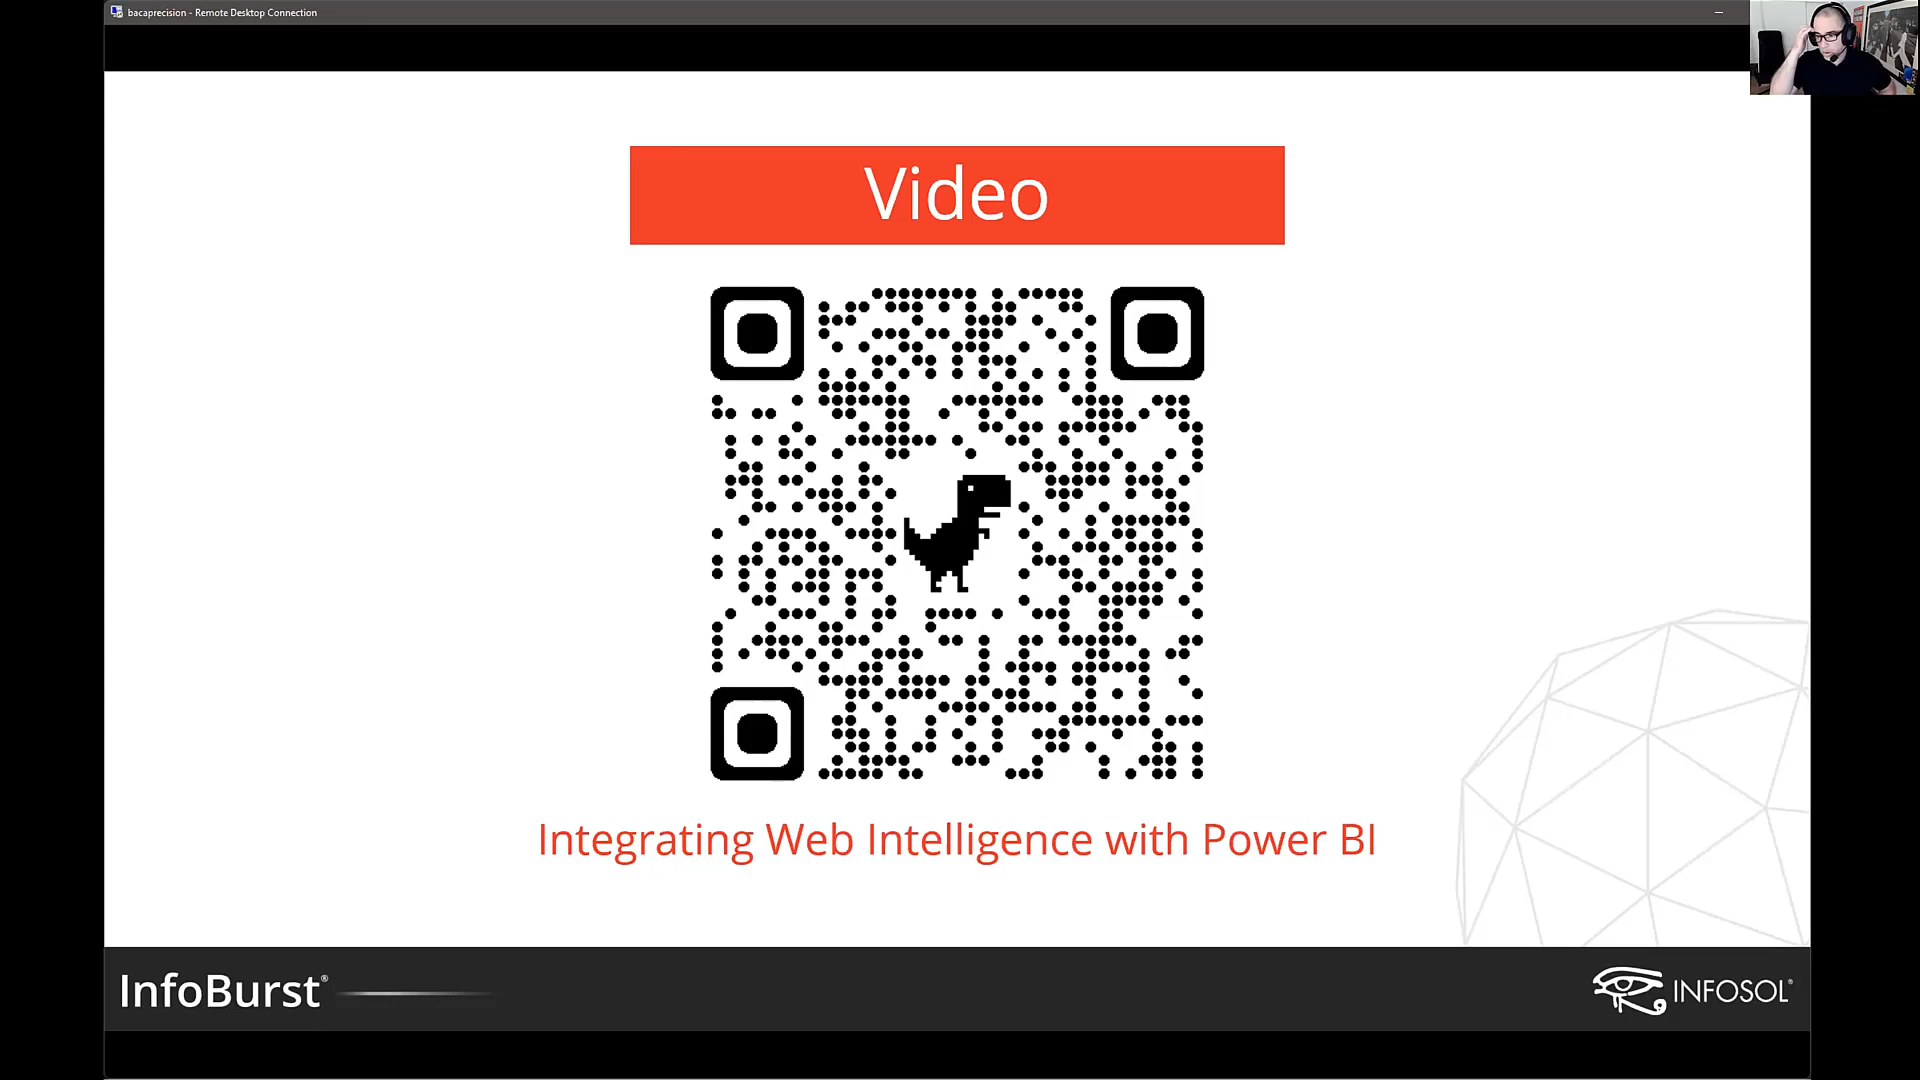 bacaprecision - Remote Desktop Connection
Video
Integrating Web Intelligence with Power BI
InfoBurst®
INFOSOL®